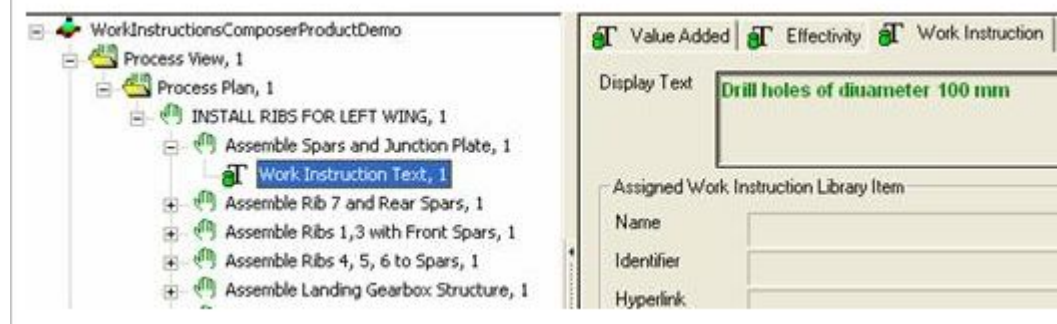 WorkInstructionsComposerProductDemo
Process View, 1
Process Plan, 1
INSTALL RIBS FOR LEFT WING, 1
Assemble Spars and Junction Plate, 1
Work Instruction Text, 1
Assemble Rib 7 and Rear Spars, 1
Assemble Ribs 1,3 with Front Spars, 1
Assemble Ribs 4, 5, 6 to Spars, 1
Assemble Landing Gearbox Structure, 1
Value Added Effectivity Work Instruction
Display Text Drill holes of diuameter 100 mm
Assigned Work Instruction Library Item
Name
Identifier
Hyperlink